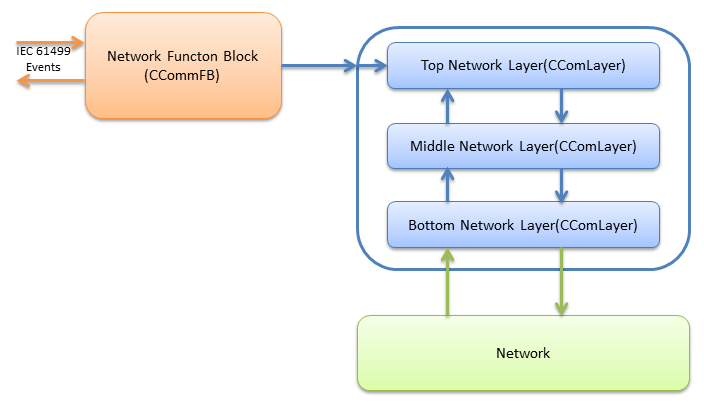 IEC 61499
Events
Network Functon Block
(CCommFB)
Top Network Layer(CComLayer)
Middle Network Layer(CComLayer)
Bottom Network Layer(CComLayer)
Network